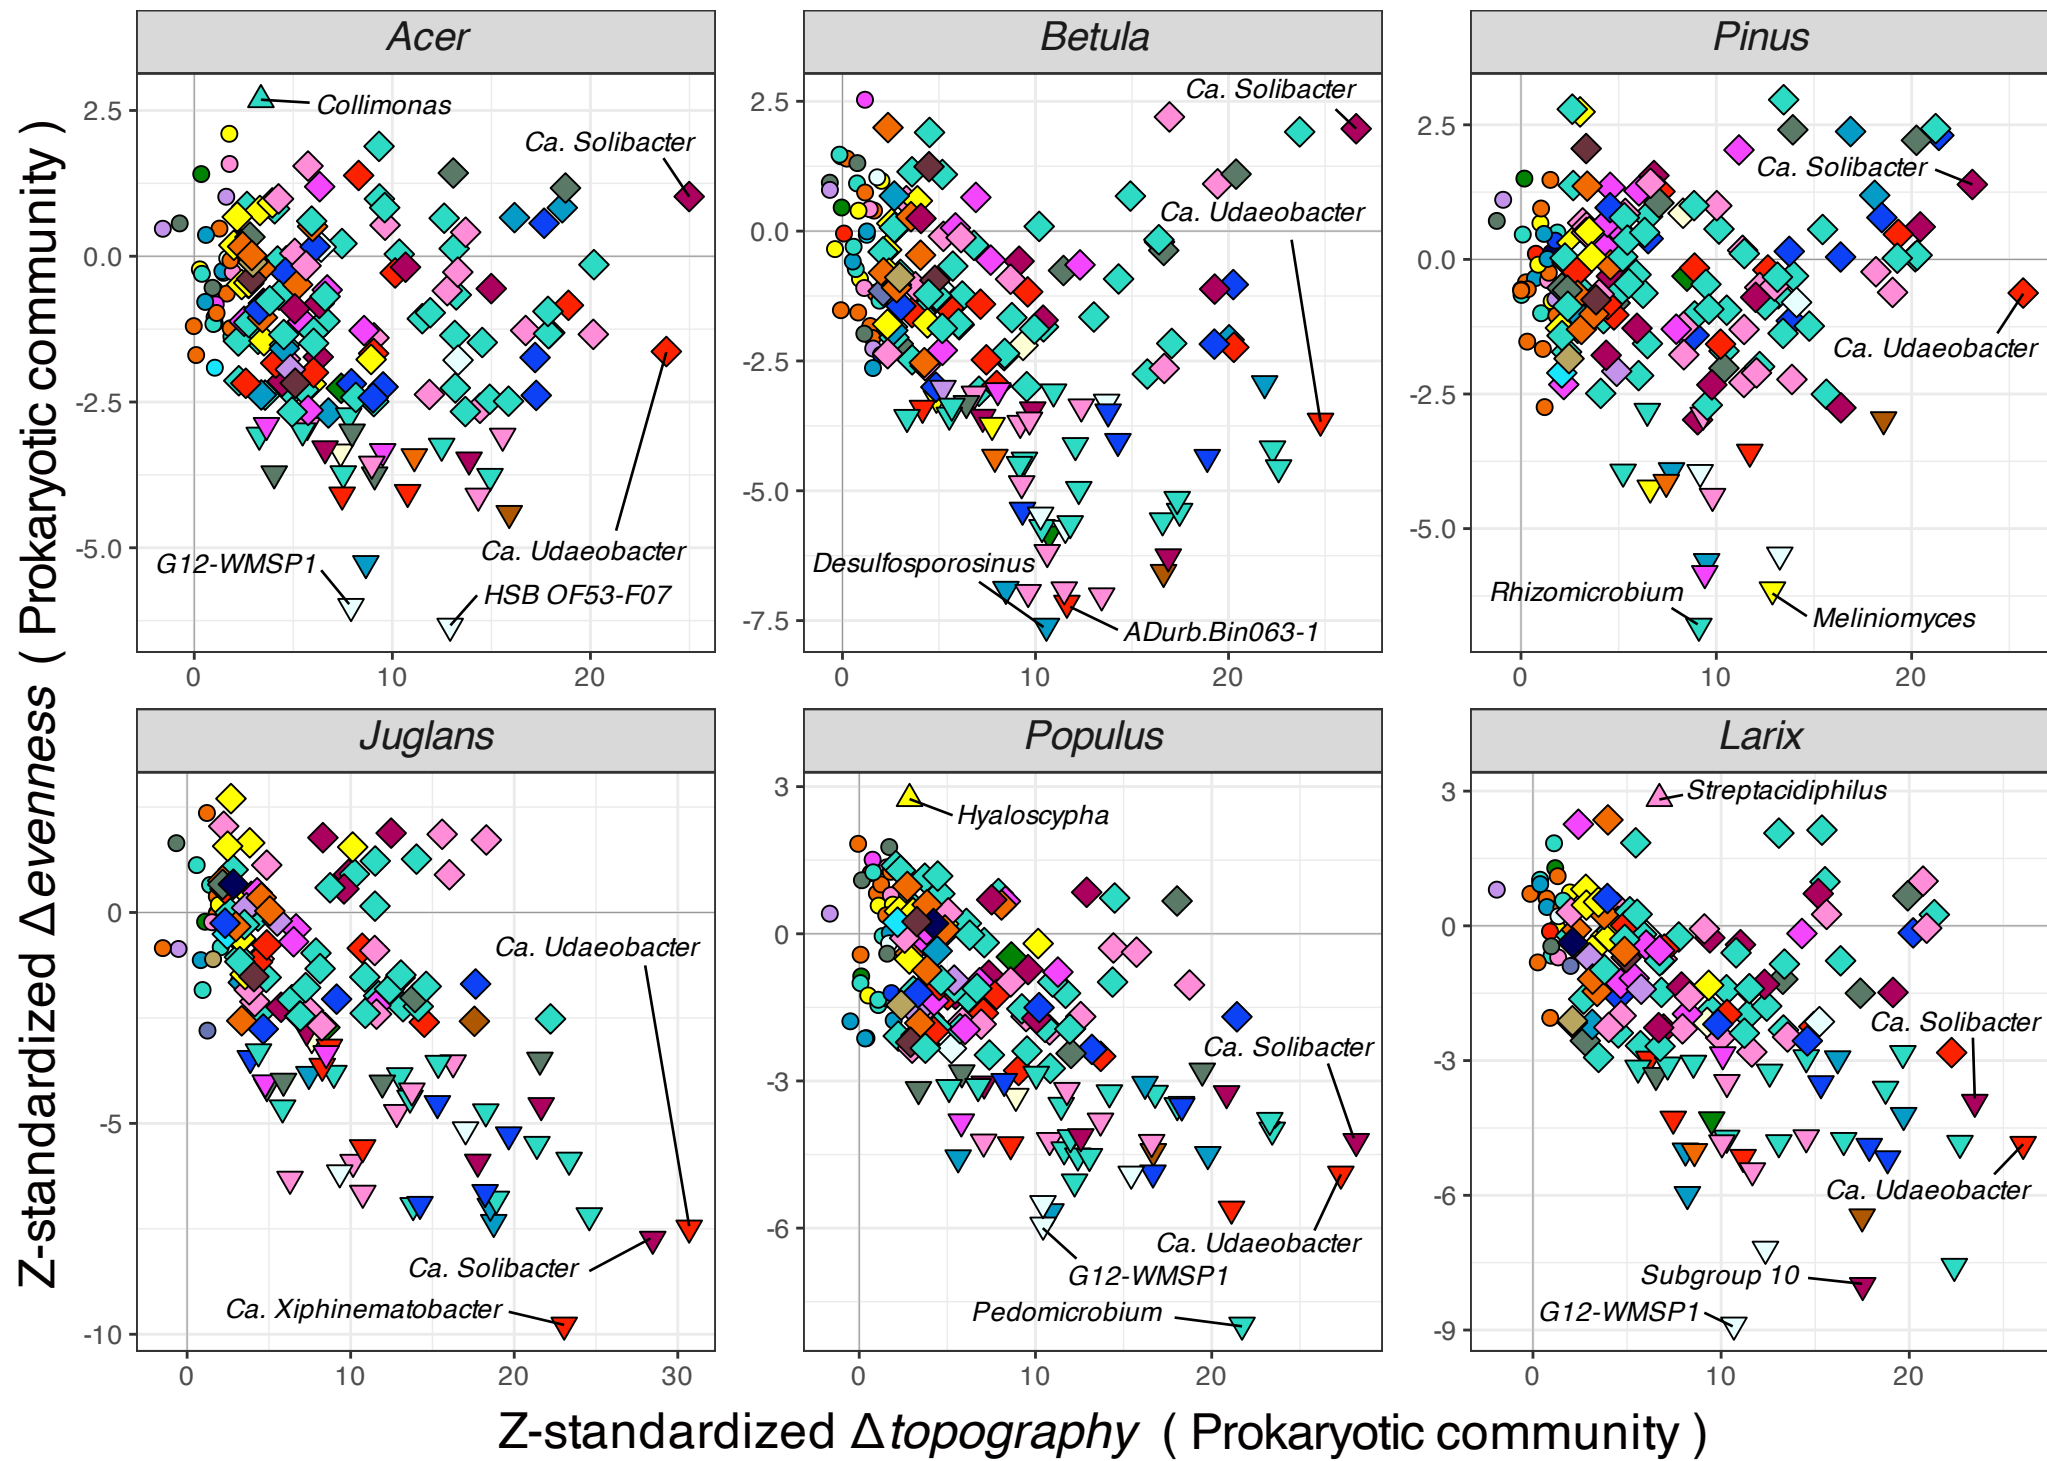 Acer
Betula
Pinus
2.5
0.0
-2.5
-5.0
Collimonas
Ca. Solibacter
Ca. Udaeobacter
G12-WMSP1
HSB OF53-F07
0
10
20
2.5
0.0
-2.5
-5.0
-7.5
Ca. Solibacter
Ca. Udaeobacter
Desulfosporosinus
ADurb.Bin063-1
0
10
20
2.5
0.0
-2.5
-5.0
Ca. Solibacter
Ca. Udaeobacter
Rhizomicrobium
Meliniomyces
0
10
20
Juglans
Populus
Larix
0
-5
-10
Ca. Udaeobacter
Ca. Solibacter
Ca. Xiphinematobacter
0
10
20
30
3
0
-3
-6
Hyaloscypha
Ca. Solibacter
Ca. Udaeobacter
G12-WMSP1
Pedomicrobium
0
10
20
3
0
-3
-6
-9
Streptacidiphilus
Ca. Solibacter
Ca. Udaeobacter
Subgroup 10
G12-WMSP1
0
10
20
Z-standardized Δevenness ( Prokaryotic community )
Z-standardized Δtopography ( Prokaryotic community )